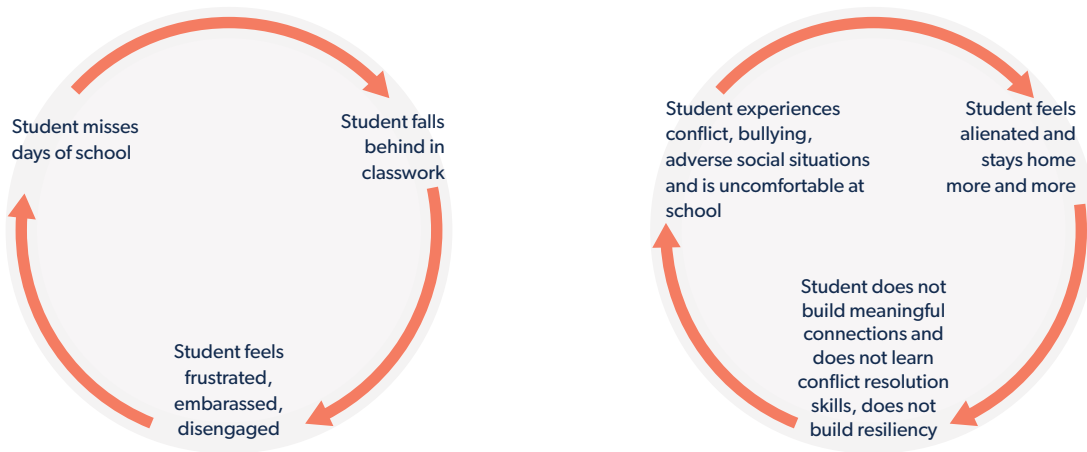 Student misses
days of school
Student falls
behind in
classwork
Student feels
frustrated,
embarassed,
disengaged
Student experiences
conflict, bullying,
adverse social situations
and is uncomfortable at
school
Student feels
alienated and
stays home
more and more
Student does not
build meaningful
connections and
does not learn
conflict resolution
skills, does not
build resiliency